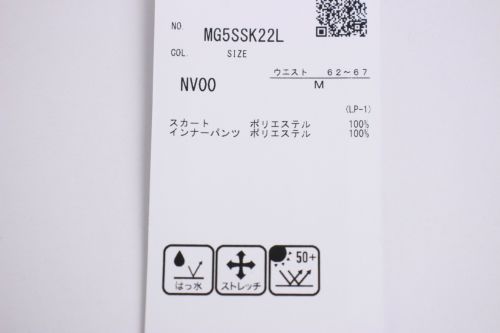 NO. MG5SSK22L
COL. SIZE
ウエスト 62～67
NV00 M
(LP-1)
スカート ポリエステル 100%
インナーパンツ ポリエステル 100%
50+
はっ水 ストレッチ